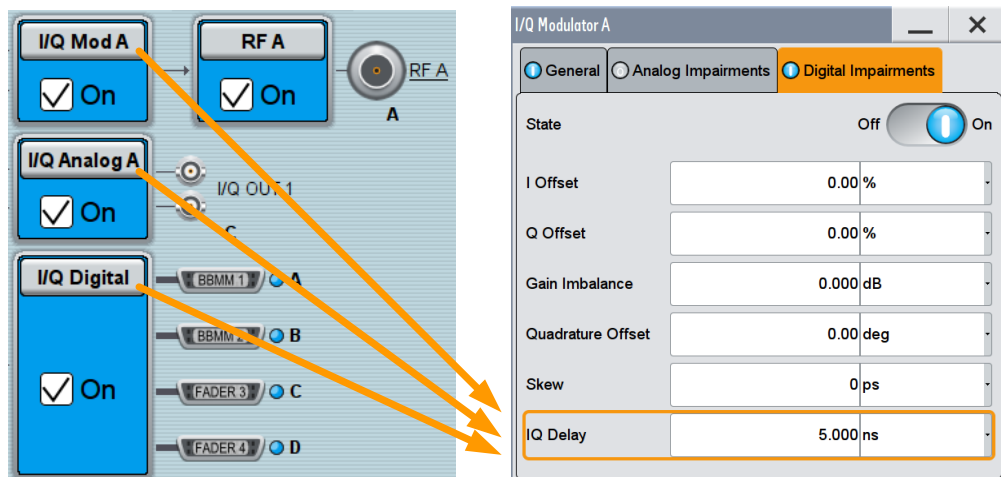 I/Q Mod A
On
RF A
On
RF A
A
I/Q Analog A
On
I/Q OUT 1
C
I/Q Digital
On
BBMM 1 A
BBMM 2 B
FADER 3 C
FADER 4 D
I/Q Modulator A
General Analog Impairments Digital Impairments
State Off On
I Offset 0.00 %
Q Offset 0.00 %
Gain Imbalance 0.000 dB
Quadrature Offset 0.00 deg
Skew 0 ps
IQ Delay 5.000 ns